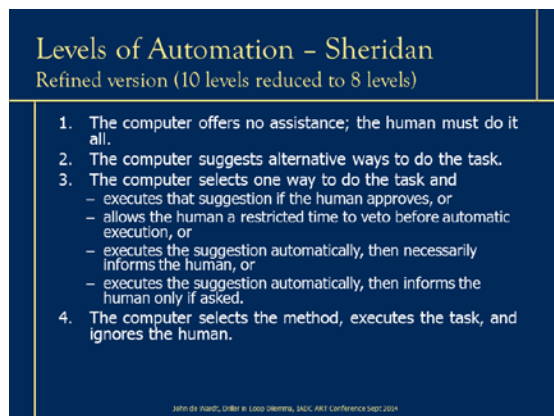 Levels of Automation – Sheridan
Refined version (10 levels reduced to 8 levels)
1. The computer offers no assistance; the human must do it
all.
2. The computer suggests alternative ways to do the task.
3. The computer selects one way to do the task and
– executes that suggestion if the human approves, or
– allows the human a restricted time to veto before automatic
execution, or
– executes the suggestion automatically, then necessarily
informs the human, or
– executes the suggestion automatically, then informs the
human only if asked.
4. The computer selects the method, executes the task, and
ignores the human.
John de Wardt, Driller in Loop Dilemma, IADC ART Conference Sept 2014